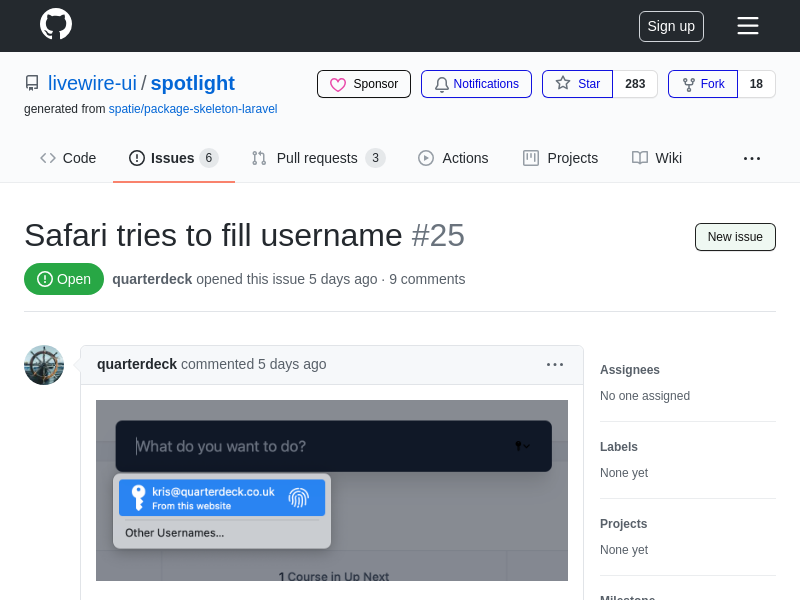 Sign up
livewire-ui / spotlight
Sponsor
Notifications
Star 283
Fork 18
generated from spatie/package-skeleton-laravel
Code
Issues 6
Pull requests 3
Actions
Projects
Wiki
Safari tries to fill username #25
New issue
Open
quarterdeck opened this issue 5 days ago · 9 comments
quarterdeck commented 5 days ago
What do you want to do?
kris@quarterdeck.co.uk
From this website
Other Usernames...
1 Course in Up Next
Assignees
No one assigned
Labels
None yet
Projects
None yet
Milestone